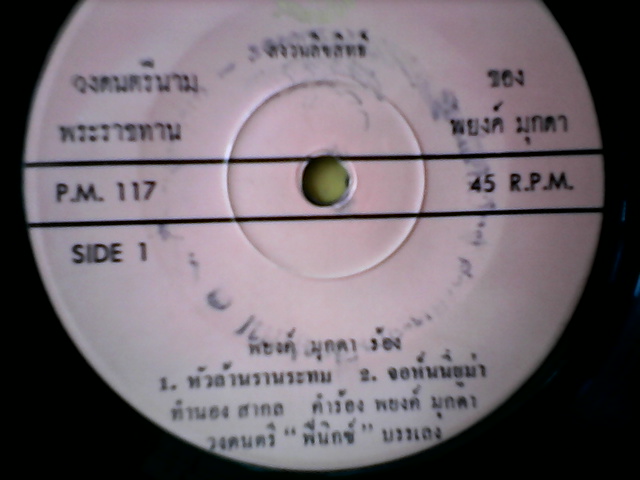 สงวนลิขสิทธิ์
วงดนตรีนาม
พระราชทาน
ของ
พยงค์ มุกดา
P.M. 117
45 R.P.M.
SIDE 1
พยงค์ มุกดา ร้อง
1. หัวล้านรานระทม 2. จอห์นนี่ยุม่า
ทำนอง สากล คำร้อง พยงค์ มุกดา
วงดนตรี "พี่นิกซ์" บรรเลง